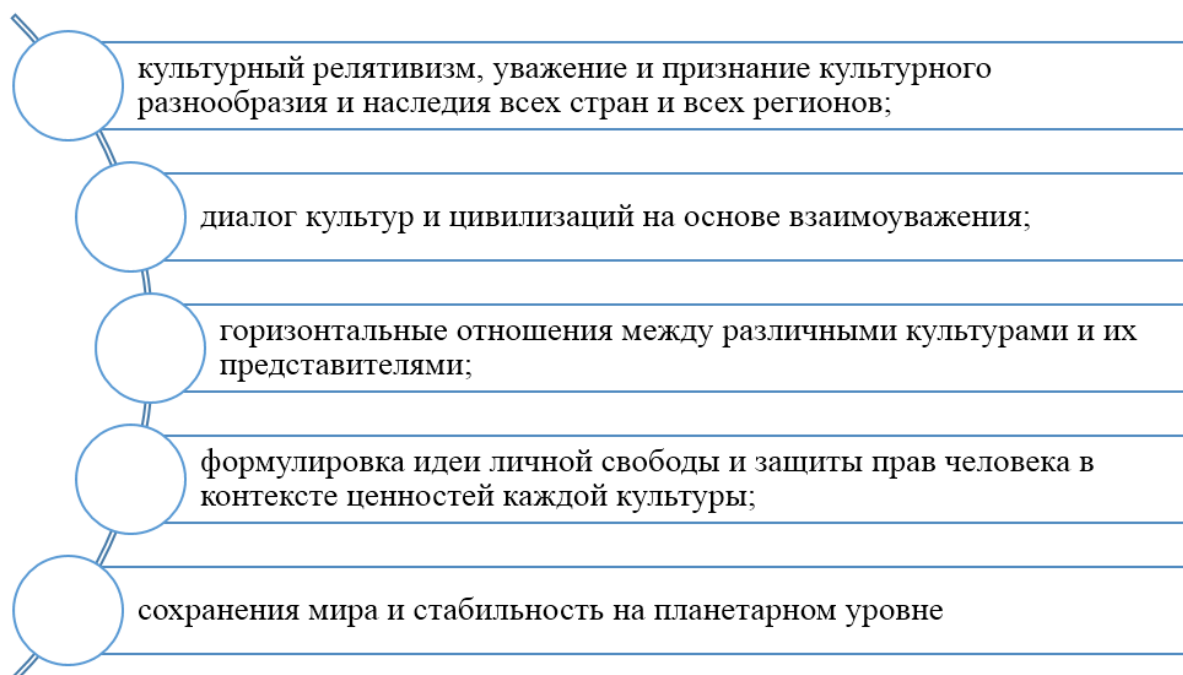 культурный релятивизм, уважение и признание культурного
разнообразия и наследия всех стран и всех регионов;
диалог культур и цивилизаций на основе взаимоуважения;
горизонтальные отношения между различными культурами и их
представителями;
формулировка идеи личной свободы и защиты прав человека в
контексте ценностей каждой культуры;
сохранения мира и стабильность на планетарном уровне